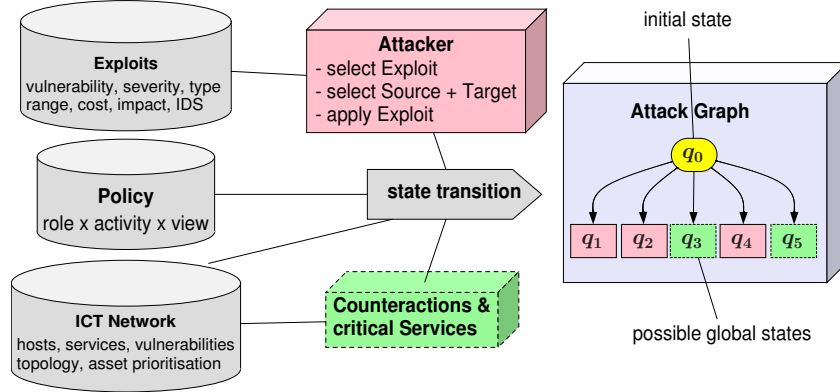 Exploits
vulnerability, severity, type
range, cost, impact, IDS
Attacker
- select Exploit
- select Source + Target
- apply Exploit
Policy
role x activity x view
state transition
ICT Network
hosts, services, vulnerabilities
topology, asset prioritisation
Counteractions &
critical Services
initial state
Attack Graph
q0
q1 q2 q3 q4 q5
possible global states